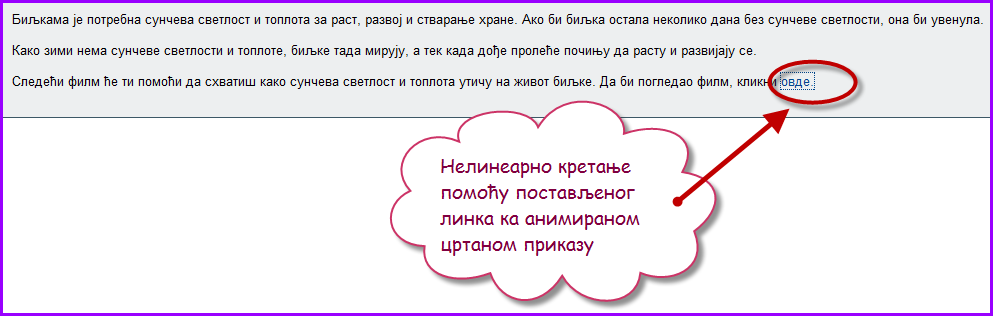 Биљкама је потребна сунчева светлост и топлота за раст, развој и стварање хране. Ако би биљка остала неколико дана без сунчеве светлости, она би увенула.
Како зими нема сунчеве светлости и топлоте, биљке тада мирују, а тек када дође пролеће почињу да расту и развијају се.
Следећи филм ће ти помоћи да схватиш како сунчева светлост и топлота утичу на живот биљке. Да би погледао филм, кликни овде.
Нелинеарно кретање
помоћу постављеног
линка ка анимираном
цртаном приказу